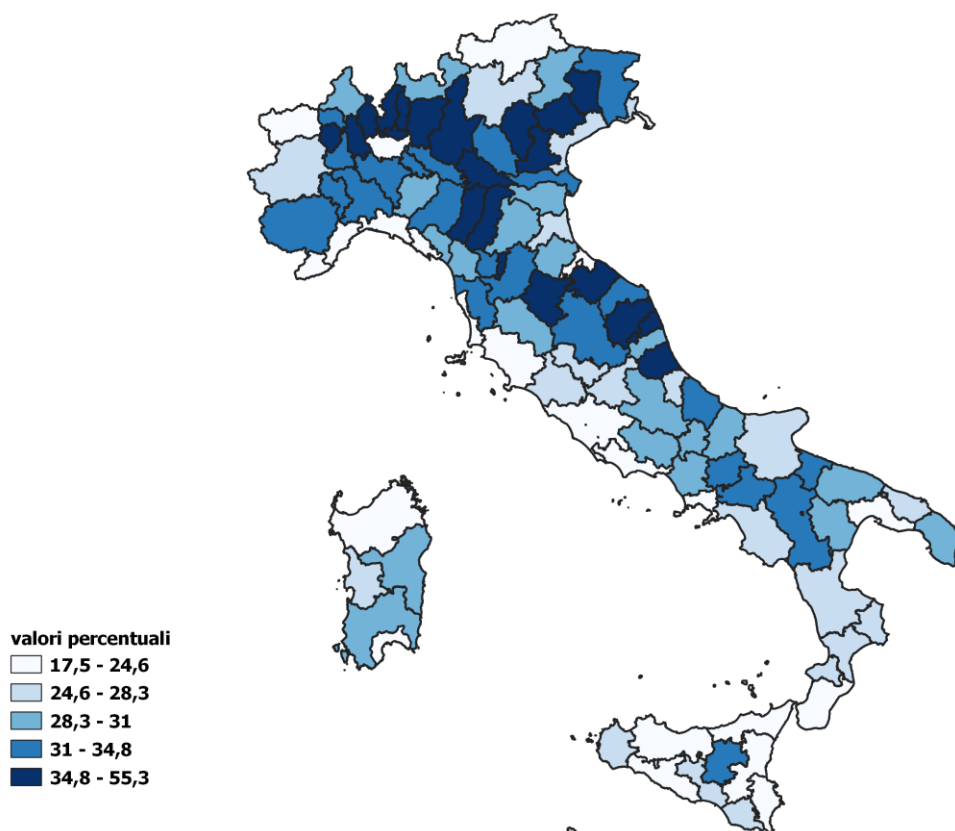 valori percentuali
17,5 - 24,6
24,6 - 28,3
28,3 - 31
31 - 34,8
34,8 - 55,3